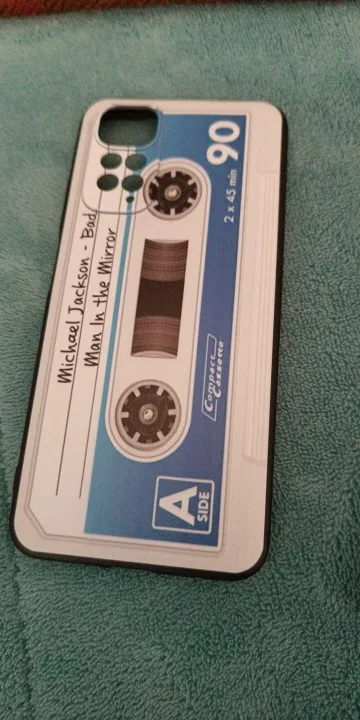 Michael Jackson - Bad
Man In the Mirror
90
2 x 45 min
Compact
Cassette
A
SIDE